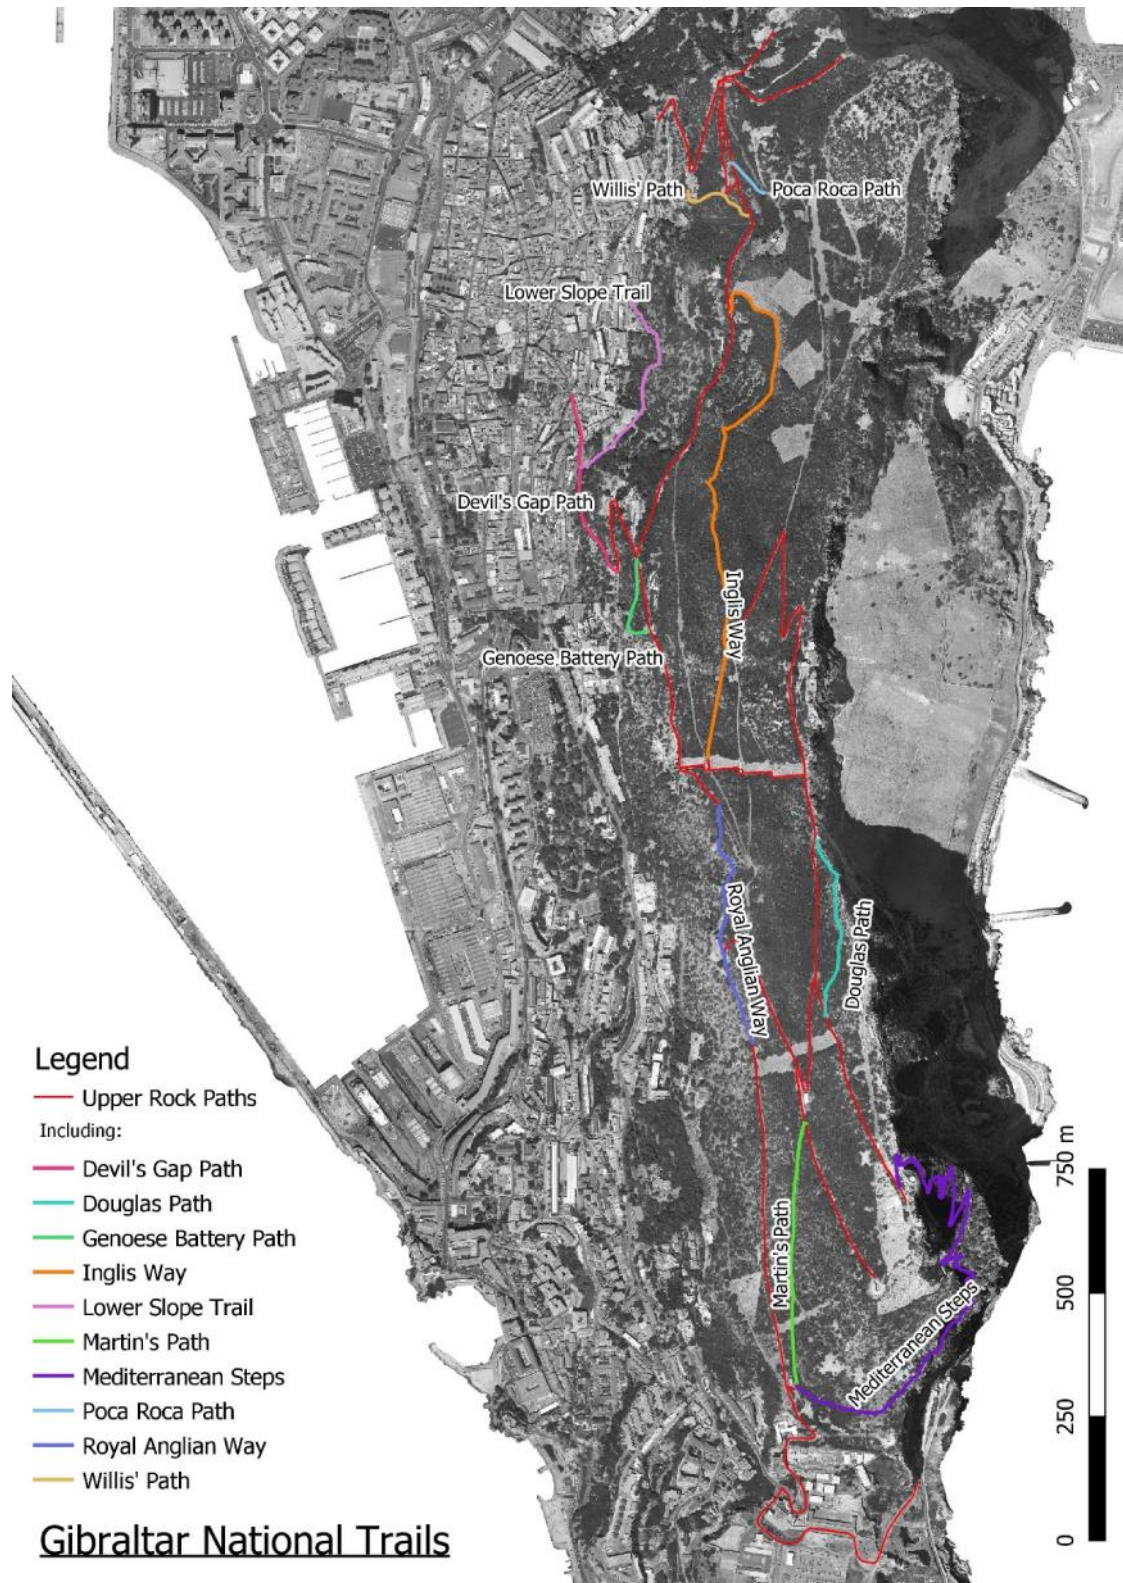 Willis' Path
Poca Roca Path
Lower Slope Trail
Devil's Gap Path
Inglis Way
Genoese Battery Path
Royal Anglian Way
Douglas Path
Martin's Path
Mediterranean Steps
Legend
Upper Rock Paths
Including:
Devil's Gap Path
Douglas Path
Genoese Battery Path
Inglis Way
Lower Slope Trail
Martin's Path
Mediterranean Steps
Poca Roca Path
Royal Anglian Way
Willis' Path
750 m
500
250
0
Gibraltar National Trails